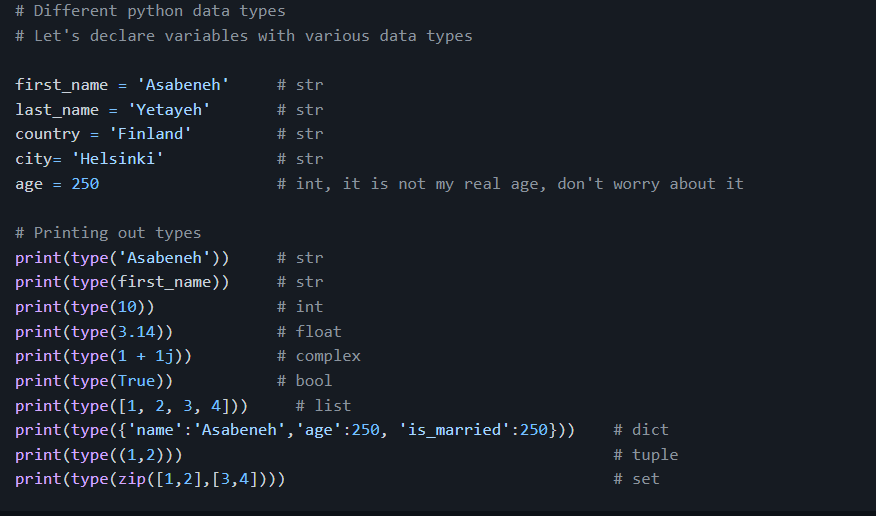 # Different python data types
# Let's declare variables with various data types
first_name = 'Asabeneh'     # str
last_name = 'Yetayeh'       # str
country = 'Finland'         # str
city= 'Helsinki'            # str
age = 250                   # int, it is not my real age, don't worry about it
# Printing out types
print(type('Asabeneh'))     # str
print(type(first_name))     # str
print(type(10))             # int
print(type(3.14))           # float
print(type(1 + 1j))         # complex
print(type(True))           # bool
print(type([1, 2, 3, 4]))     # list
print(type({'name':'Asabeneh','age':250, 'is_married':250}))    # dict
print(type((1,2)))                                              # tuple
print(type(zip([1,2],[3,4])))                                   # set